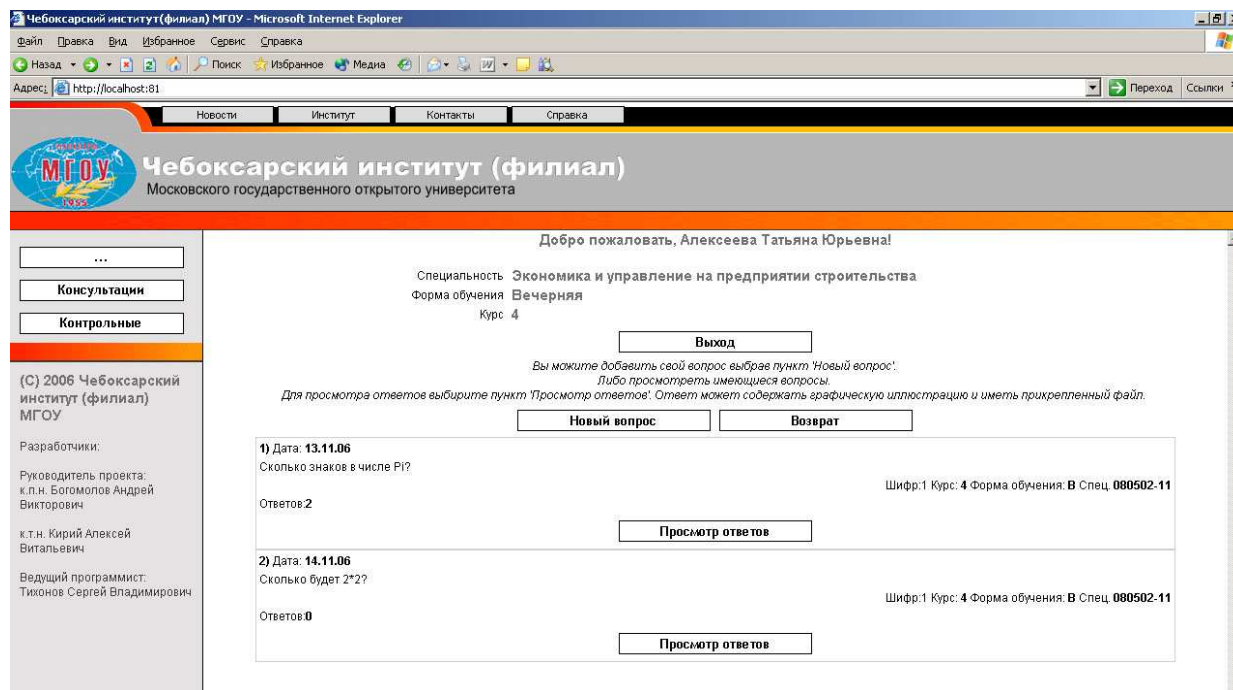 Чебоксарский институт(филиал) МГОУ - Microsoft Internet Explorer
Файл Правка Вид Избранное Сервис Справка
Назад Поиск Избранное Медиа
Адрес: http://localhost:81 Переход Ссылки
Новости Институт Контакты Справка
МГОУ
1955
Чебоксарский институт (филиал)
Московского государственного открытого университета
...
Консультации
Контрольные
(C) 2006 Чебоксарский
институт (филиал)
МГОУ
Разработчики:
Руководитель проекта:
к.п.н. Богомолов Андрей
Викторович
к.т.н. Кирий Алексей
Витальевич
Ведущий программист:
Тихонов Сергей Владимирович
Добро пожаловать, Алексеева Татьяна Юрьевна!
Специальность Экономика и управление на предприятии строительства
Форма обучения Вечерняя
Курс 4
Выход
Вы можите добавить свой вопрос выбрав пункт 'Новый вопрос'.
Либо просмотреть имеющиеся вопросы.
Для просмотра ответов выбирите пункт 'Просмотр ответов'. Ответ может содержать графическую иллюстрацию и иметь прикрепленный файл.
Новый вопрос Возврат
1) Дата: 13.11.06
Сколько знаков в числе Pi?
Шифр:1 Курс: 4 Форма обучения: В Спец. 080502-11
Ответов:2
Просмотр ответов
2) Дата: 14.11.06
Сколько будет 2*2?
Шифр:1 Курс: 4 Форма обучения: В Спец. 080502-11
Ответов:0
Просмотр ответов